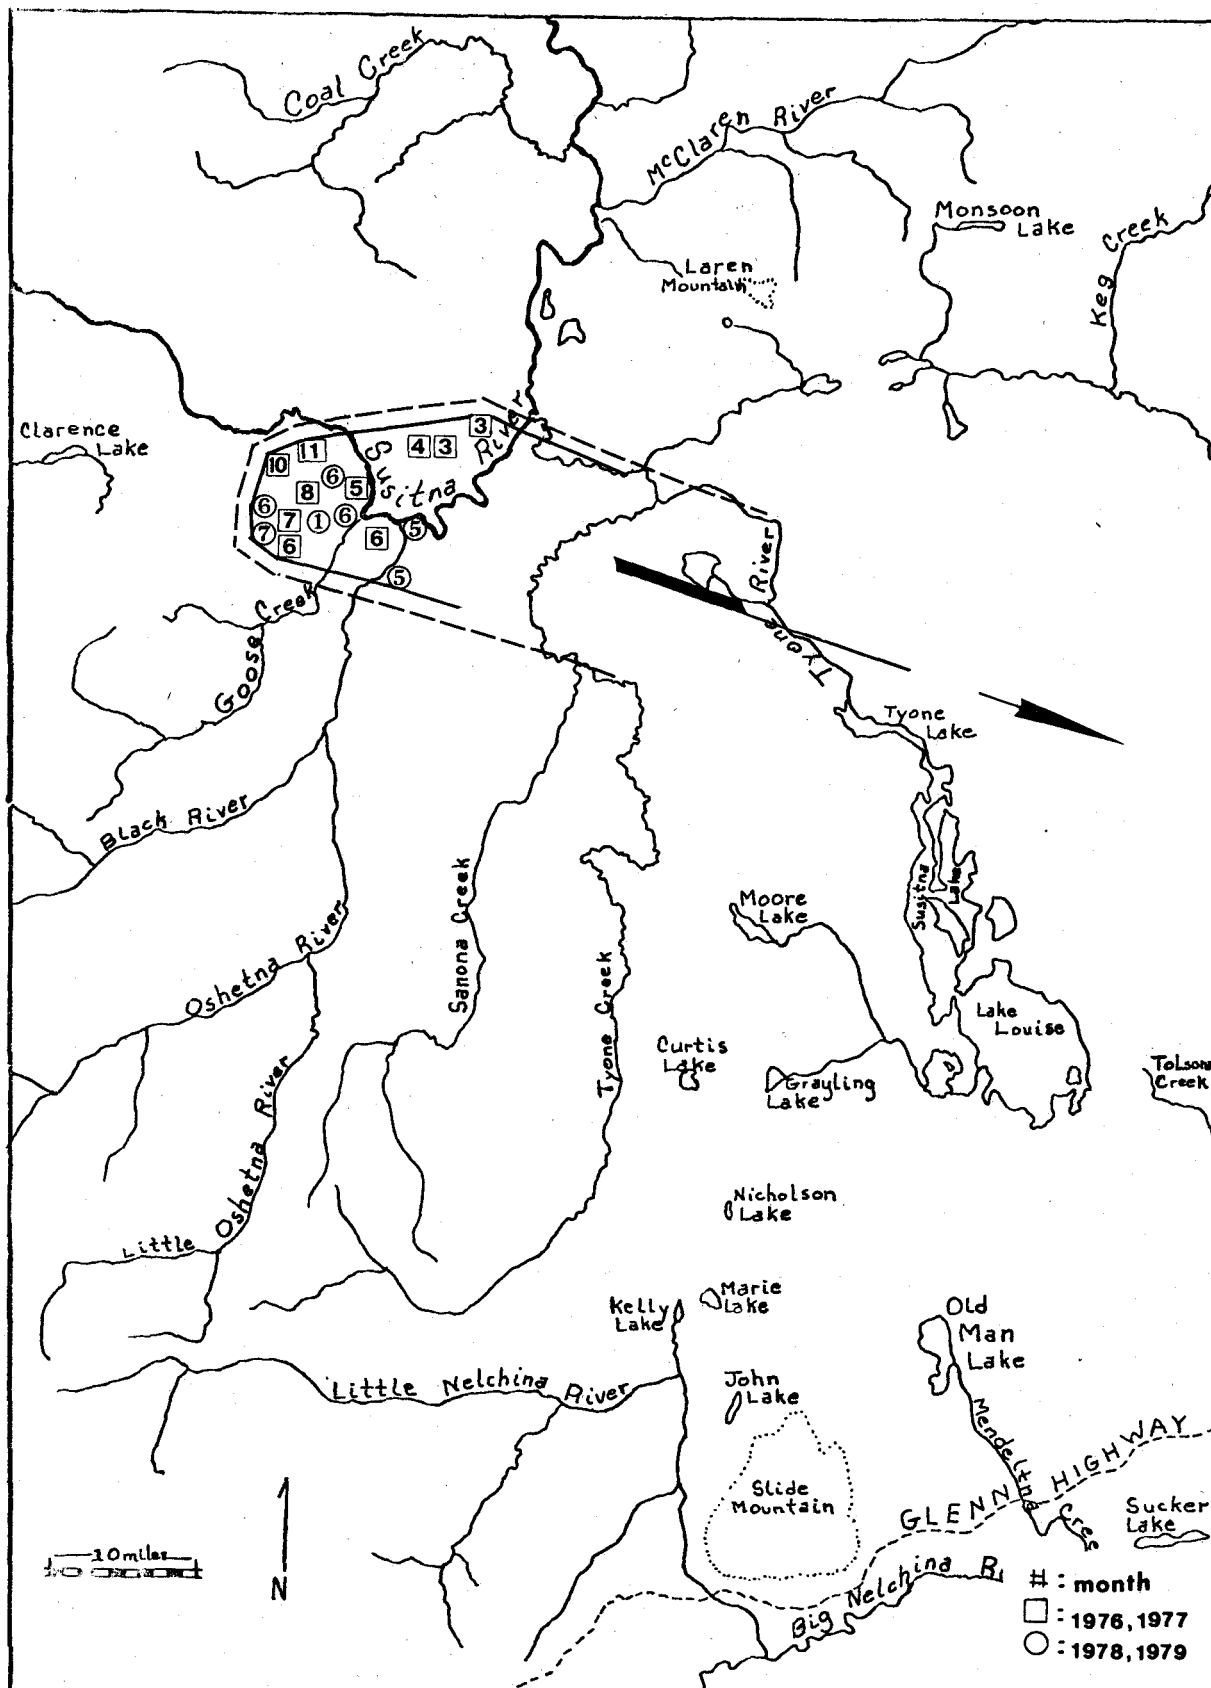 Coal Creek
McClaren River
Monsoon
Lake
Keg Creek
Laren
Mountain
Clarence
Lake
Susitna River
3
4 3
11
10
6
5
8
6
7 1 6
7
6
6
5
5
Goose Creek
Tyone River
Tyone
Lake
Black River
Susitna
Lake
Moore
Lake
Oshetna River
Sanona Creek
Tyone Creek
Lake
Louise
Curtis
Lake
Grayling
Lake
Tolsona
Creek
Little Oshetna River
Nicholson
Lake
Marie
Lake
Kelly
Lake
Old
Man
Lake
Little Nelchina River
John
Lake
Mendeltna Cree
Slide
Mountain
GLENN HIGHWAY
Sucker
Lake
10 miles
N
Big Nelchina R.
# : month
: 1976, 1977
: 1978, 1979